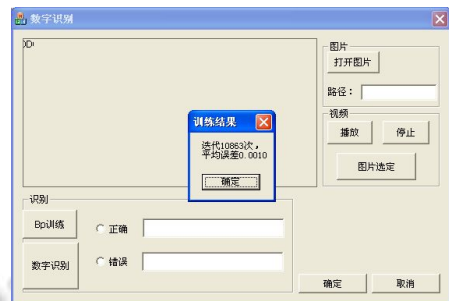 数字识别
图片
打开图片
路径：
视频
播放
停止
图片选定
训练结果
迭代10863次，
平均误差0.0010
确定
识别
Bp训练
正确
数字识别
错误
确定
取消